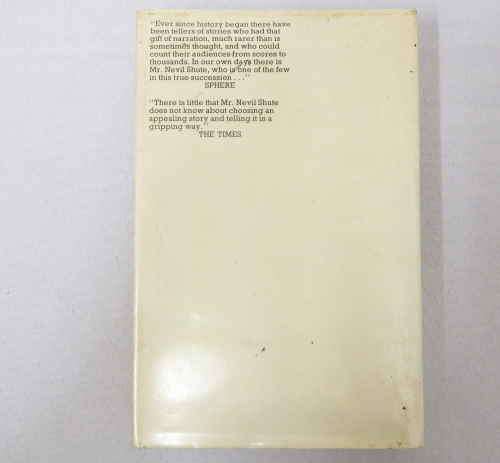 "Ever since history began there have
been tellers of stories who had that
gift of narration, much rarer than is
sometimes thought, and who could
count their audiences from scores to
thousands. In our own days there is
Mr. Nevil Shute, who is one of the few
in this true succession . . ."
SPHERE
"There is little that Mr. Nevil Shute
does not know about choosing an
appealing story and telling it in a
gripping way."
THE TIMES